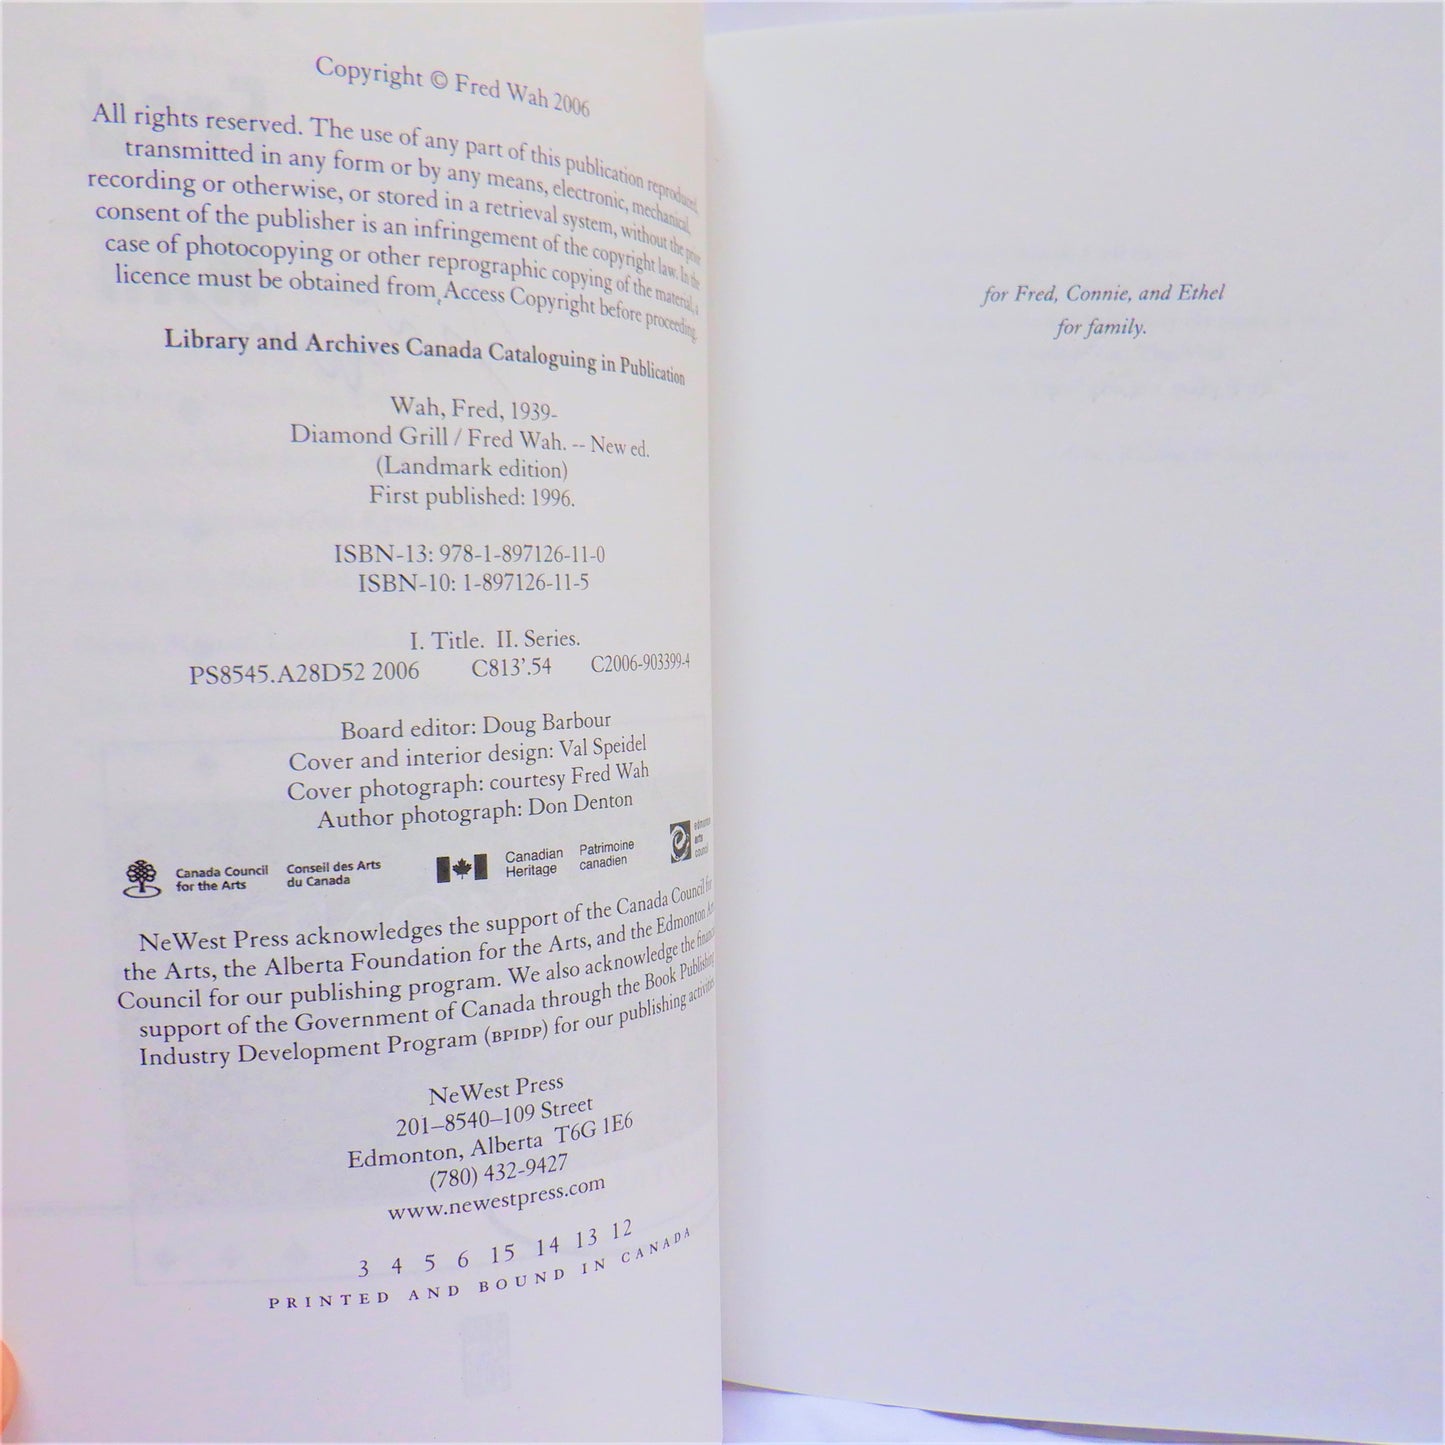 Copyright © Fred Wah 2006
All rights reserved. The use of any part of this publication reproduced,
transmitted in any form or by any means, electronic, mechanical,
recording or otherwise, or stored in a retrieval system, without the prior
consent of the publisher is an infringement of the copyright law. In the
case of photocopying or other reprographic copying of the material, a
licence must be obtained from Access Copyright before proceeding.
Library and Archives Canada Cataloguing in Publication
Wah, Fred, 1939-
Diamond Grill / Fred Wah. -- New ed.
(Landmark edition)
First published: 1996.
ISBN-13: 978-1-897126-11-0
ISBN-10: 1-897126-11-5
I. Title. II. Series.
PS8545.A28D52 2006 C813'.54 C2006-903399-4
Board editor: Doug Barbour
Cover and interior design: Val Speidel
Cover photograph: courtesy Fred Wah
Author photograph: Don Denton
Canada Council for the Arts
Conseil des Arts du Canada
Canadian Heritage
Patrimoine canadien
edmonton arts council
NeWest Press acknowledges the support of the Canada Council for
the Arts, the Alberta Foundation for the Arts, and the Edmonton Arts
Council for our publishing program. We also acknowledge the financial
support of the Government of Canada through the Book Publishing
Industry Development Program (BPIDP) for our publishing activities.
NeWest Press
201–8540–109 Street
Edmonton, Alberta T6G 1E6
(780) 432-9427
www.newestpress.com
3 4 5 6 15 14 13 12
PRINTED AND BOUND IN CANADA
for Fred, Connie, and Ethel
for family.